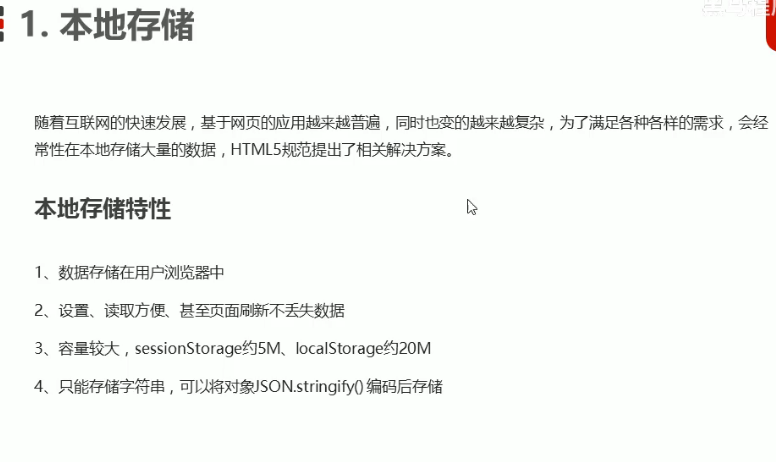 1. 本地存储
随着互联网的快速发展，基于网页的应用越来越普遍，同时也变的越来越复杂，为了满足各种各样的需求，会经
常性在本地存储大量的数据，HTML5规范提出了相关解决方案。
本地存储特性
1、数据存储在用户浏览器中
2、设置、读取方便、甚至页面刷新不丢失数据
3、容量较大，sessionStorage约5M、localStorage约20M
4、只能存储字符串，可以将对象JSON.stringify() 编码后存储